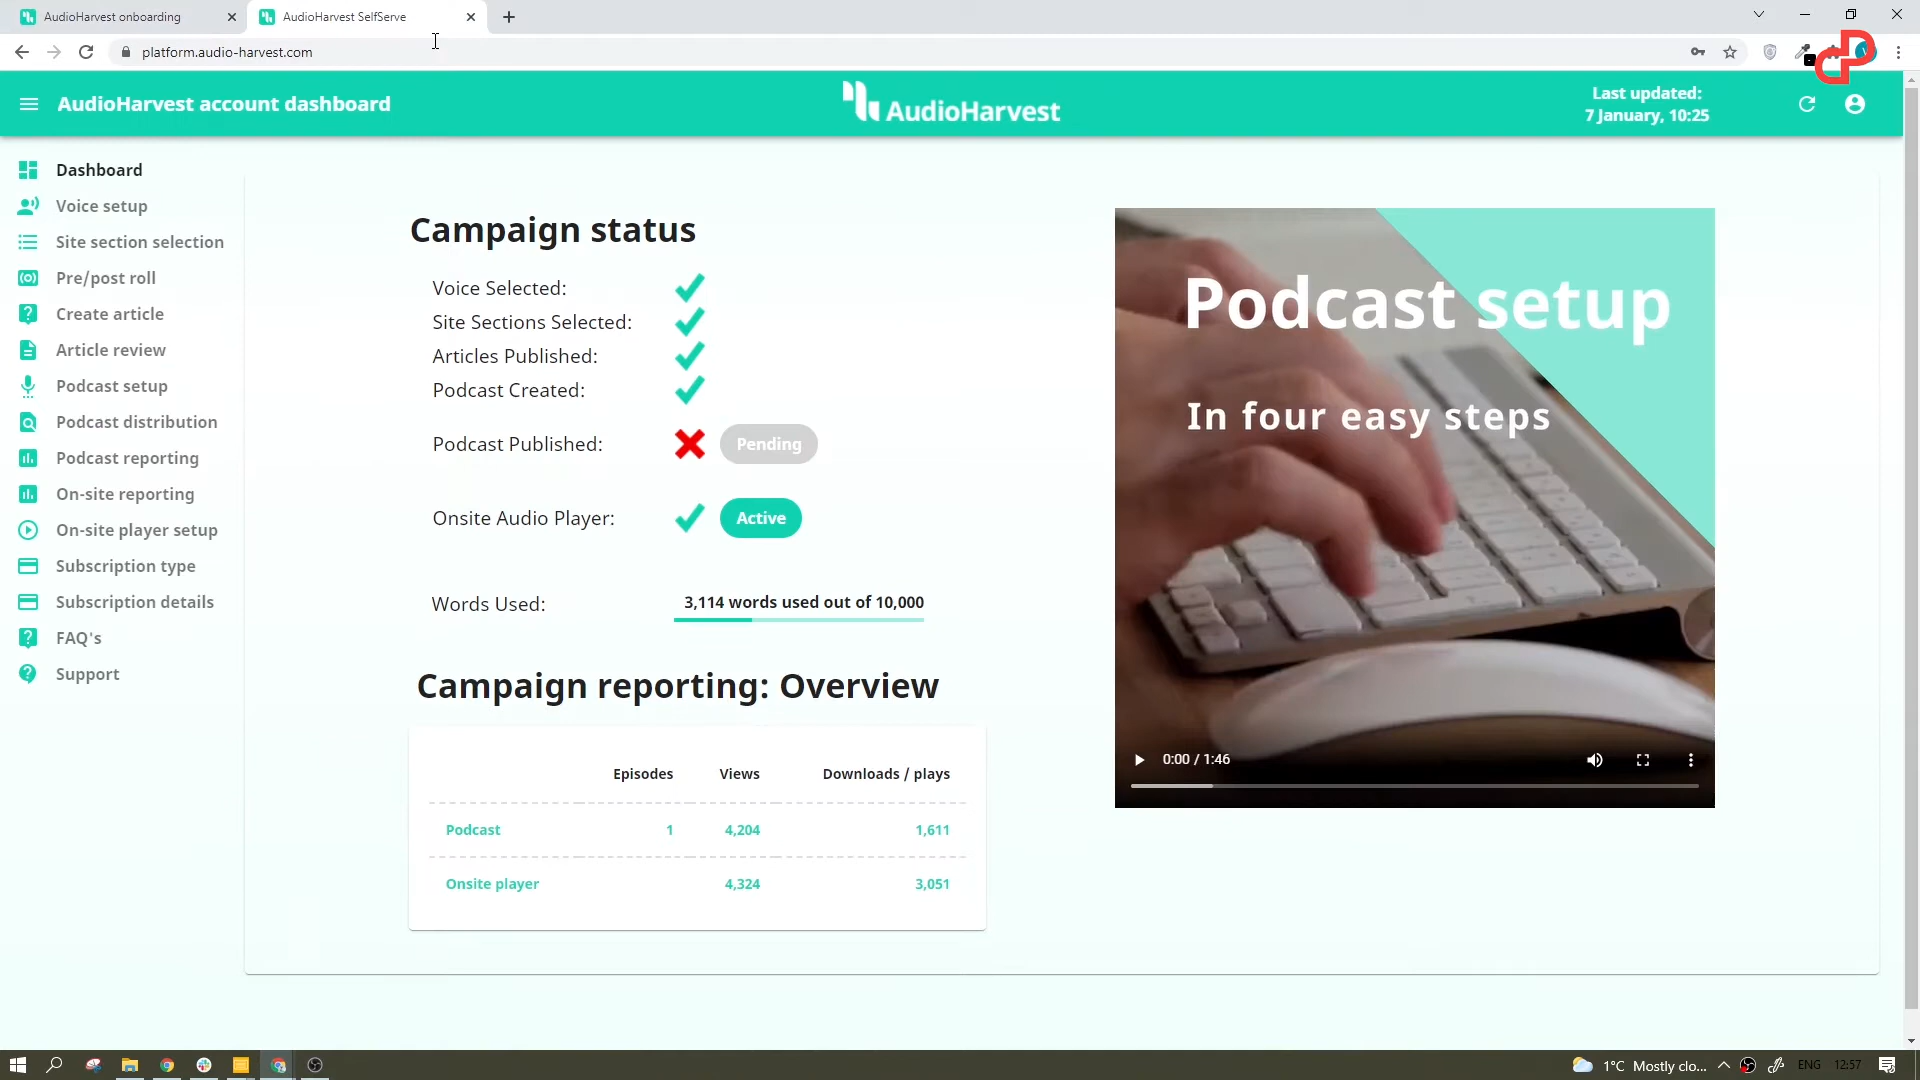 AudioHarvest onboarding
AudioHarvest SelfServe
platform.audio-harvest.com
AudioHarvest account dashboard
AudioHarvest
Last updated:
7 January, 10:25
Dashboard
Voice setup
Site section selection
Pre/post roll
Create article
Article review
Podcast setup
Podcast distribution
Podcast reporting
On-site reporting
On-site player setup
Subscription type
Subscription details
FAQ's
Support
Campaign status
Voice Selected:
Site Sections Selected:
Articles Published:
Podcast Created:
Podcast Published:
Pending
Onsite Audio Player:
Active
Words Used:
3,114 words used out of 10,000
Campaign reporting: Overview
Episodes Views Downloads / plays
Podcast 1 4,204 1,611
Onsite player 4,324 3,051
Podcast setup
In four easy steps
0:00 / 1:46
1°C Mostly clo...
ENG
12:57